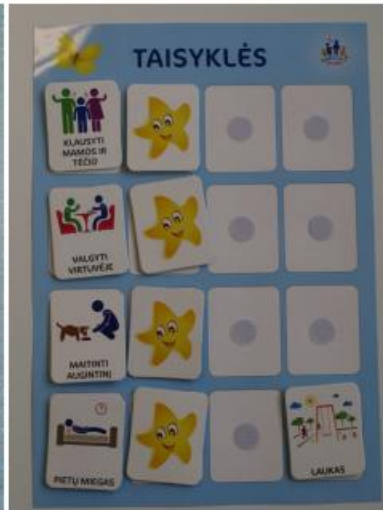 TAISYKLĖS
KLAUSYTI
MAMOS IR
TĖČIO
VALGYTI
VIRTUVĖJE
MAITINTI
AUGINTINĮ
PIETŲ MIEGAS
LAUKAS